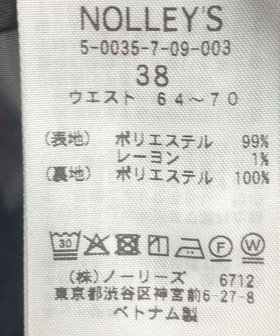 NOLLEY'S
5-0035-7-09-003
38
ウエスト 64～70
(表地) ポリエステル 99%
レーヨン 1%
(裏地) ポリエステル 100%
30 F W
(株)ノーリーズ 6712
東京都渋谷区神宮前6-27-8
ベトナム製